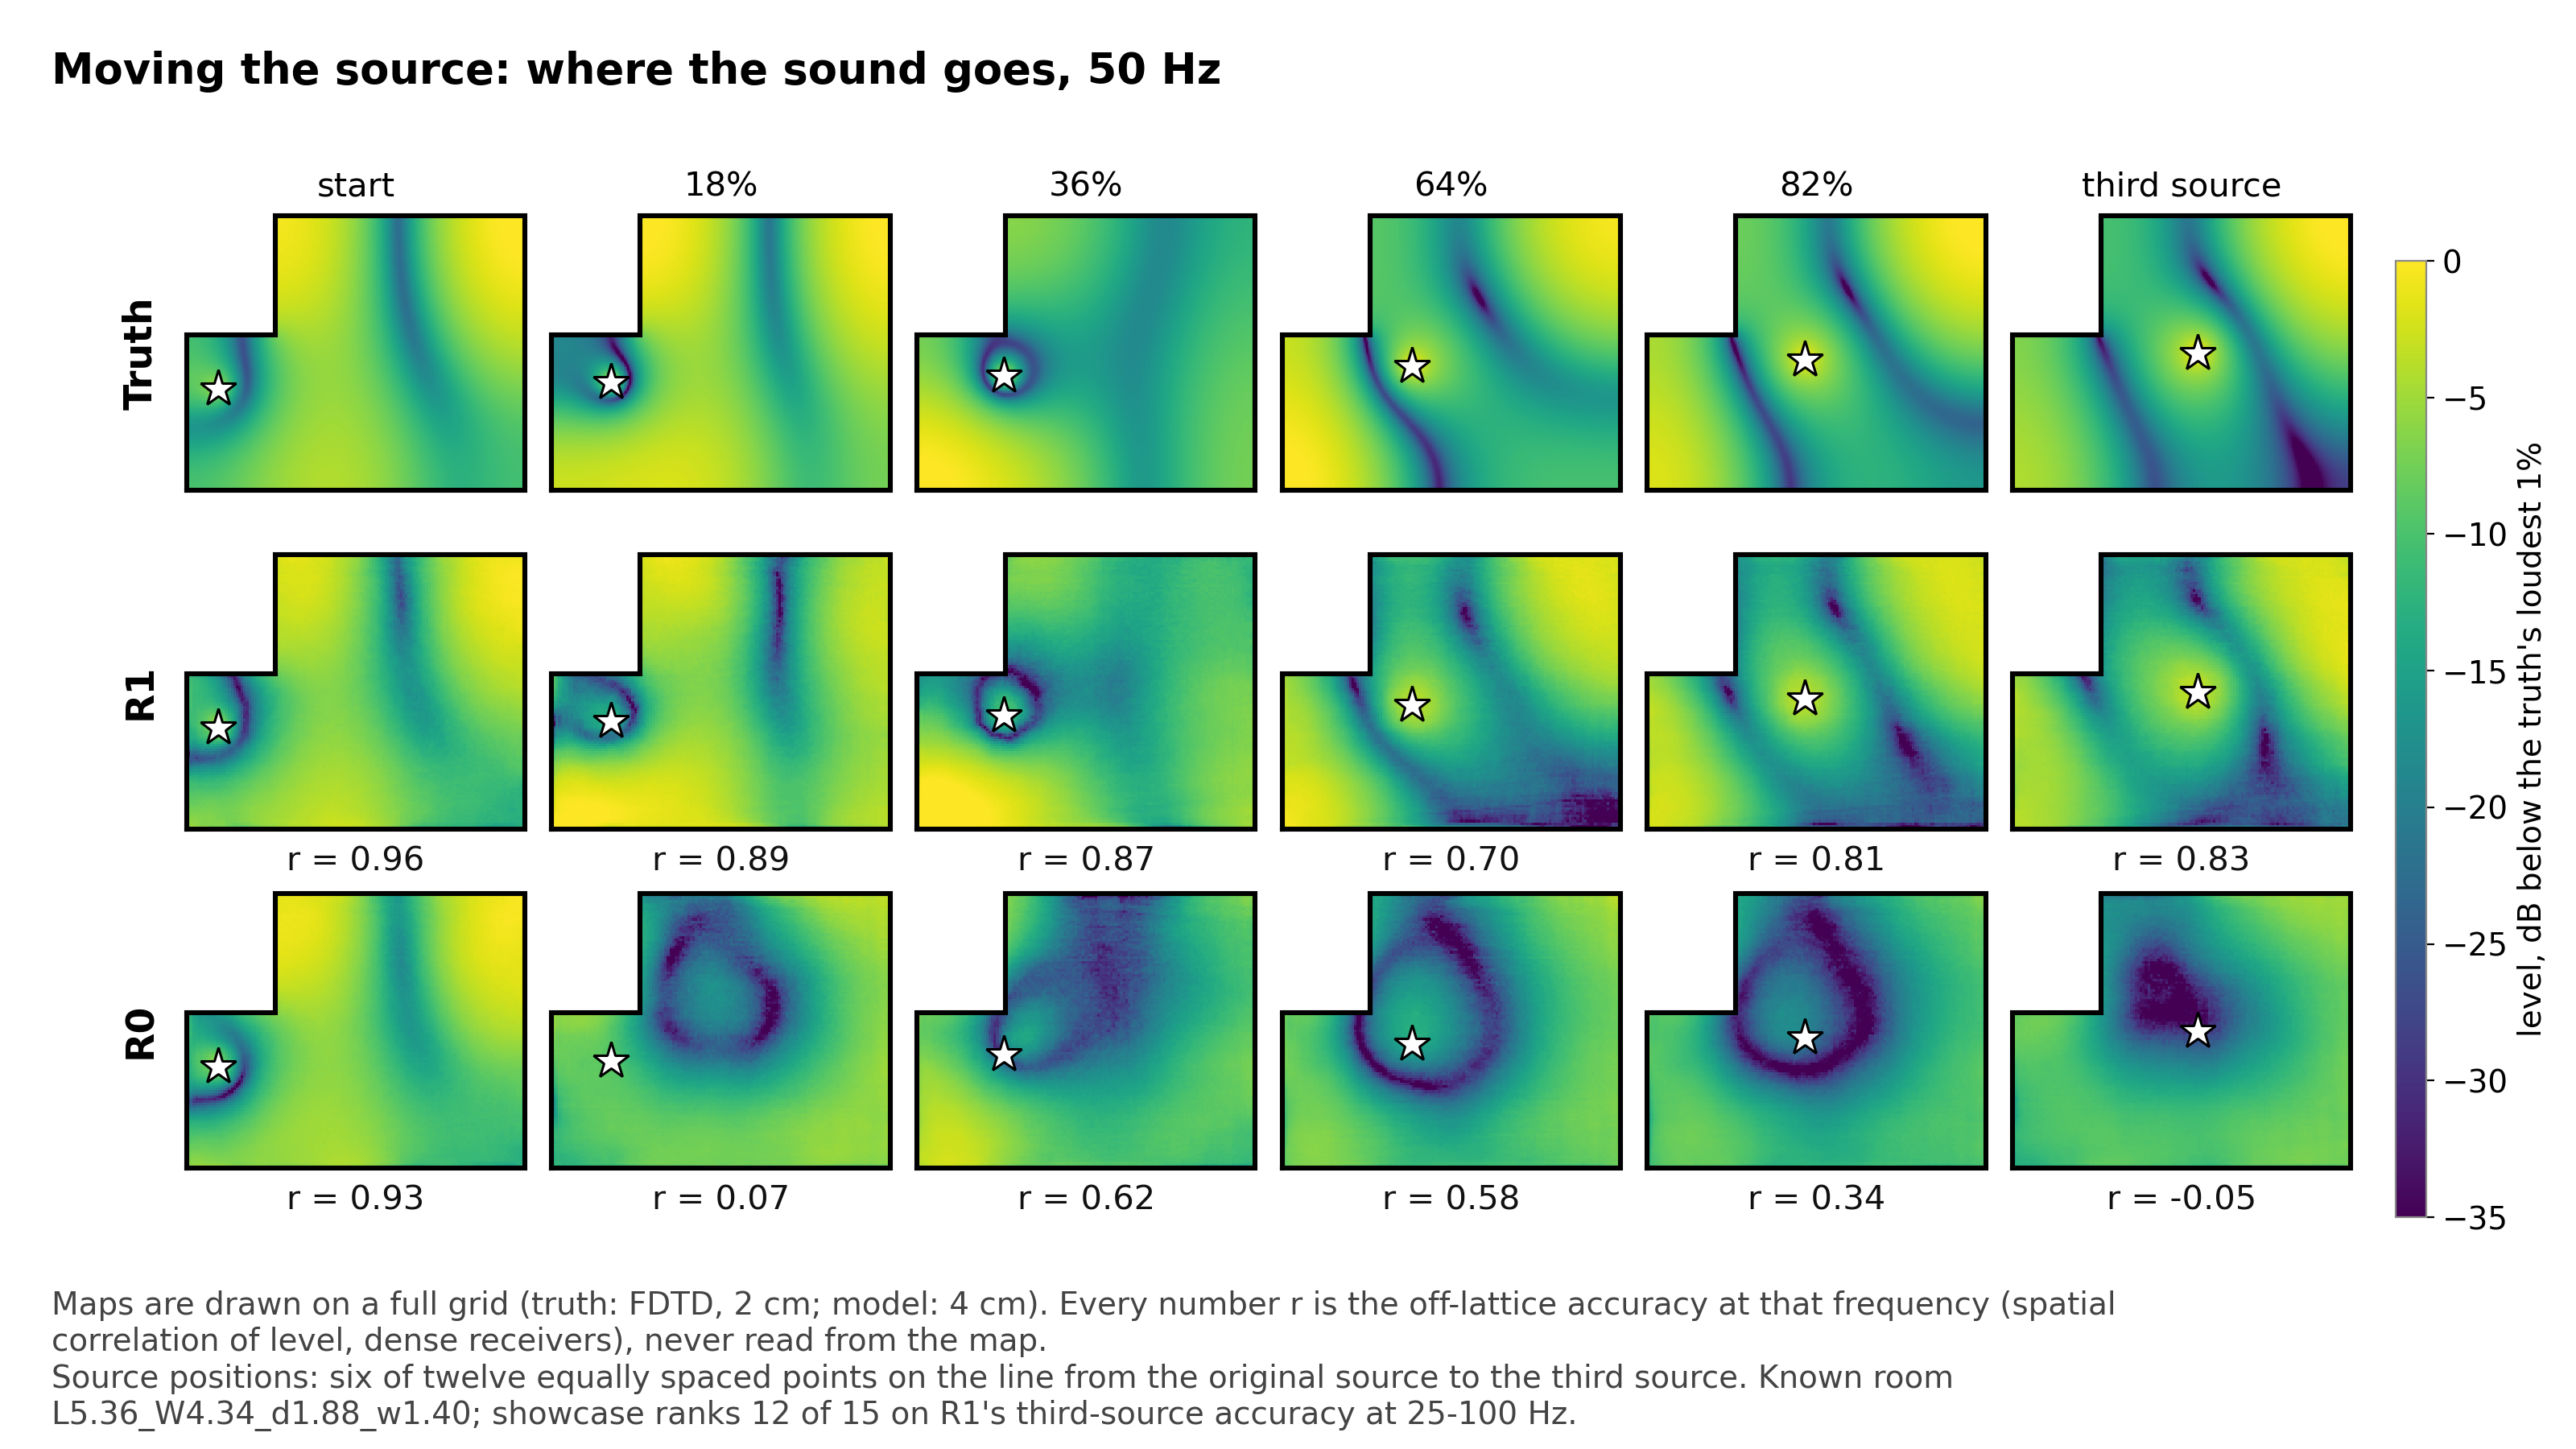 Moving the source: where the sound goes, 50 Hz
start 18% 36% 64% 82% third source
Truth
R1
r = 0.96 r = 0.89 r = 0.87 r = 0.70 r = 0.81 r = 0.83
R0
r = 0.93 r = 0.07 r = 0.62 r = 0.58 r = 0.34 r = -0.05
0
−5
−10
−15
−20
−25
−30
−35
level, dB below the truth's loudest 1%
Maps are drawn on a full grid (truth: FDTD, 2 cm; model: 4 cm). Every number r is the off-lattice accuracy at that frequency (spatial
correlation of level, dense receivers), never read from the map.
Source positions: six of twelve equally spaced points on the line from the original source to the third source. Known room
L5.36_W4.34_d1.88_w1.40; showcase ranks 12 of 15 on R1's third-source accuracy at 25-100 Hz.